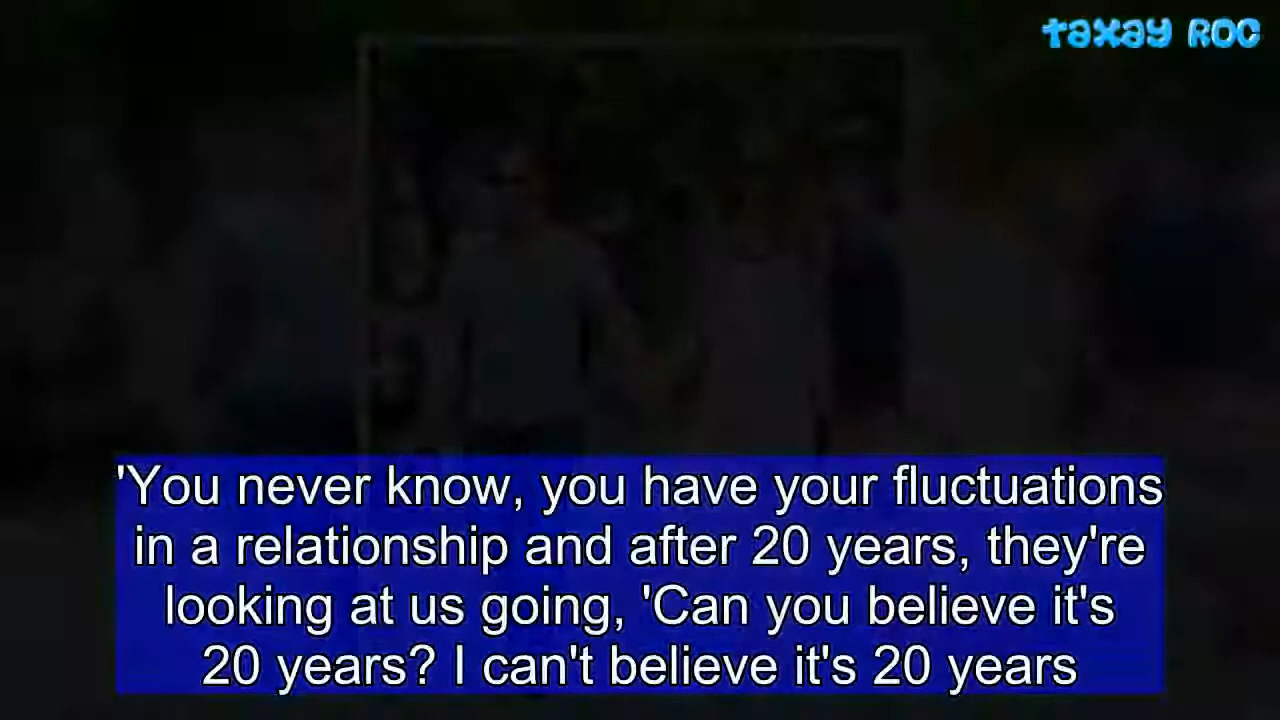 TAXAY ROC
'You never know, you have your fluctuations
in a relationship and after 20 years, they're
looking at us going, 'Can you believe it's
20 years? I can't believe it's 20 years